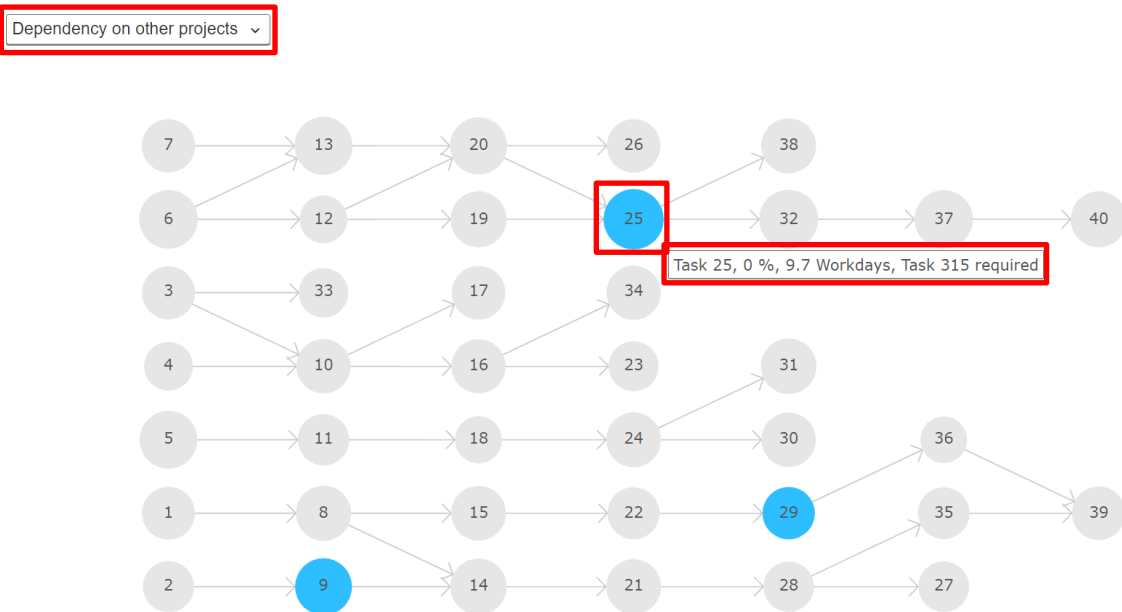 Dependency on other projects
7 13 20 26 38
6 12 19 25 32 37 40
Task 25, 0 %, 9.7 Workdays, Task 315 required
3 33 17 34
4 10 16 23 31
5 11 18 24 30 36
1 8 15 22 29 35 39
2 9 14 21 28 27